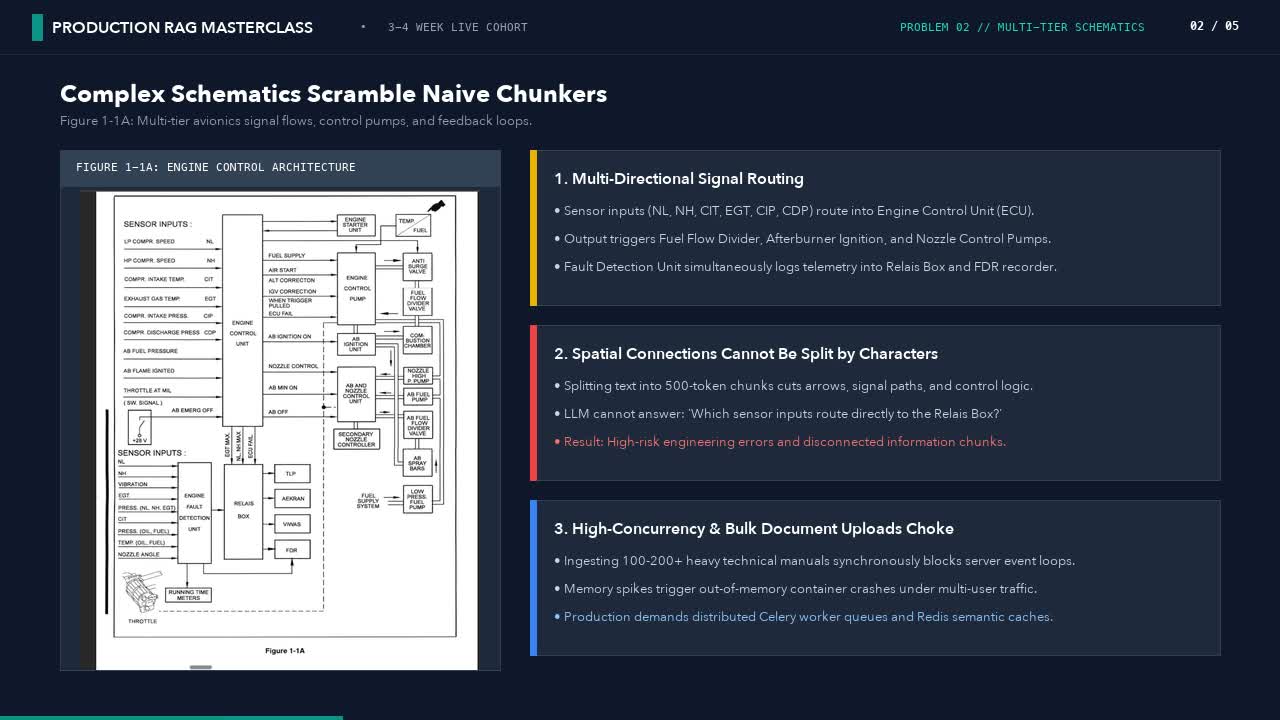 PRODUCTION RAG MASTERCLASS
• 3–4 WEEK LIVE COHORT
PROBLEM 02 // MULTI–TIER SCHEMATICS
02 / 05
Complex Schematics Scramble Naive Chunkers
Figure 1-1A: Multi-tier avionics signal flows, control pumps, and feedback loops.
FIGURE 1–1A: ENGINE CONTROL ARCHITECTURE
SENSOR INPUTS :
LP COMPR. SPEED NL
HP COMPR. SPEED NH
COMPR. INTAKE TEMP. CIT
EXHAUST GAS TEMP. EGT
COMPR. INTAKE PRESS. CIP
COMPR. DISCHARGE PRESS CDP
AB FUEL PRESSURE
AB FLAME IGNITED
THROTTLE AT MIL
( SW. SIGNAL )
AB EMERG OFF
+28 V
ENGINE
CONTROL
UNIT
FUEL SUPPLY
AIR START
ALT CORRECTON
IGV CORRECTION
WHEN TRIGGER
PULLED
ECU FAIL
AB IGNITION ON
NOZZLE CONTROL
AB MIN ON
AB OFF
ENGINE
STARTER
UNIT
TEMP.
FUEL
ENGINE
CONTROL
PUMP
ANTI
SURGE
VALVE
FUEL
FLOW
DIVIDER
VALVE
AB
IGNITION
UNIT
COM-
BUSTION
CHAMBER
AB AND
NOZZLE
CONTROL
UNIT
NOZZLE
HIGH
P. PUMP
AB FUEL
PUMP
AB FUEL
FLOW
DIVIDER
VALVE
SECONDARY
NOZZLE
CONTROLLER
AB
SPRAY
BARS
FUEL
SUPPLY
SYSTEM
LOW
PRESS.
FUEL
PUMP
EGT MAX.
NL, NH MAX
ECU FAIL
SENSOR INPUTS :
NL
NH
VIBRATION
EGT
PRESS. (NL. NH. EGT)
CIT
PRESS. (OIL, FUEL)
TEMP. (OIL, FUEL)
NOZZLE ANGLE
ENGINE
FAULT
DETECTION
UNIT
RELAIS
BOX
TLP
AEKRAN
VIWAS
FDR
RUNNING TIME
METERS
THROTTLE
Figure 1-1A
1. Multi-Directional Signal Routing
• Sensor inputs (NL, NH, CIT, EGT, CIP, CDP) route into Engine Control Unit (ECU).
• Output triggers Fuel Flow Divider, Afterburner Ignition, and Nozzle Control Pumps.
• Fault Detection Unit simultaneously logs telemetry into Relais Box and FDR recorder.
2. Spatial Connections Cannot Be Split by Characters
• Splitting text into 500-token chunks cuts arrows, signal paths, and control logic.
• LLM cannot answer: 'Which sensor inputs route directly to the Relais Box?'
• Result: High-risk engineering errors and disconnected information chunks.
3. High-Concurrency & Bulk Document Uploads Choke
• Ingesting 100-200+ heavy technical manuals synchronously blocks server event loops.
• Memory spikes trigger out-of-memory container crashes under multi-user traffic.
• Production demands distributed Celery worker queues and Redis semantic caches.